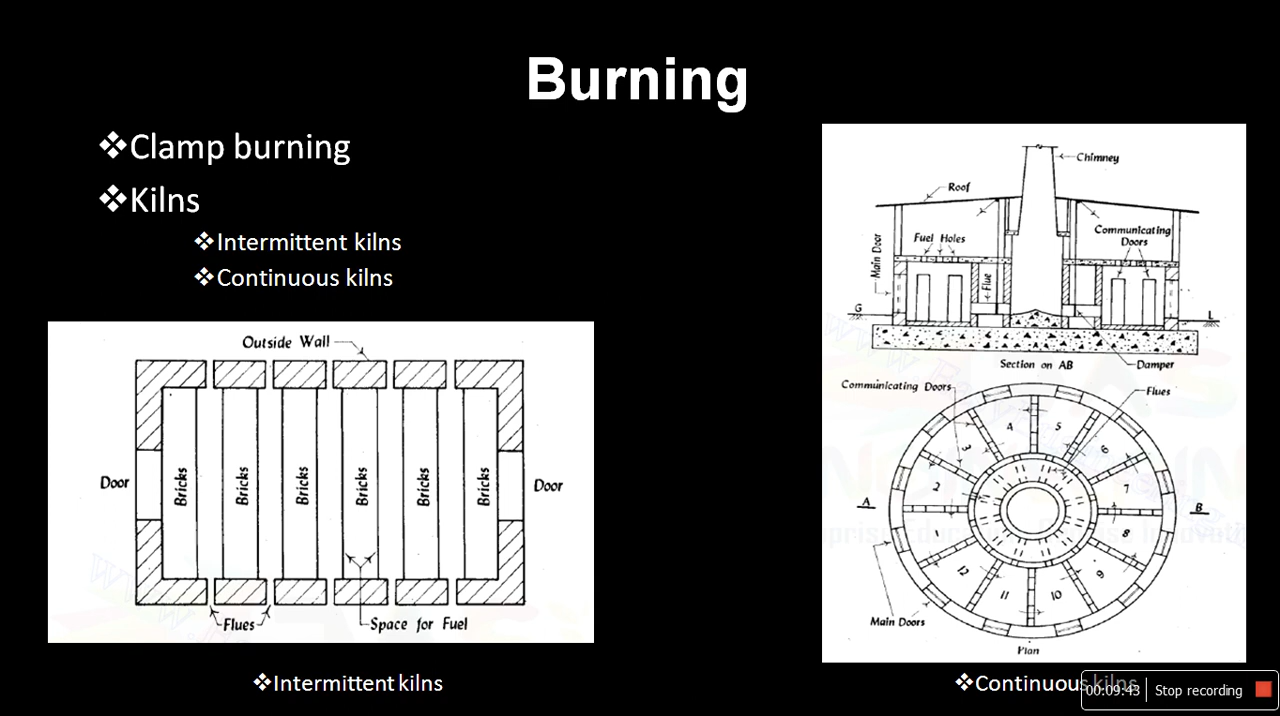 Burning
❖Clamp burning
❖Kilns
❖Intermittent kilns
❖Continuous kilns
Outside Wall
Door
Bricks
Bricks
Bricks
Bricks
Bricks
Bricks
Door
Flues
Space for Fuel
❖Intermittent kilns
Chimney
Roof
Main Door
Fuel Holes
Communicating
Doors
Flue
G
L
Section on AB
Damper
Communicating Doors
Flues
4
5
3
6
2
7
A
B
1
8
12
9
11
10
Main Doors
Plan
❖Continuous kilns
00:09:43
Stop recording